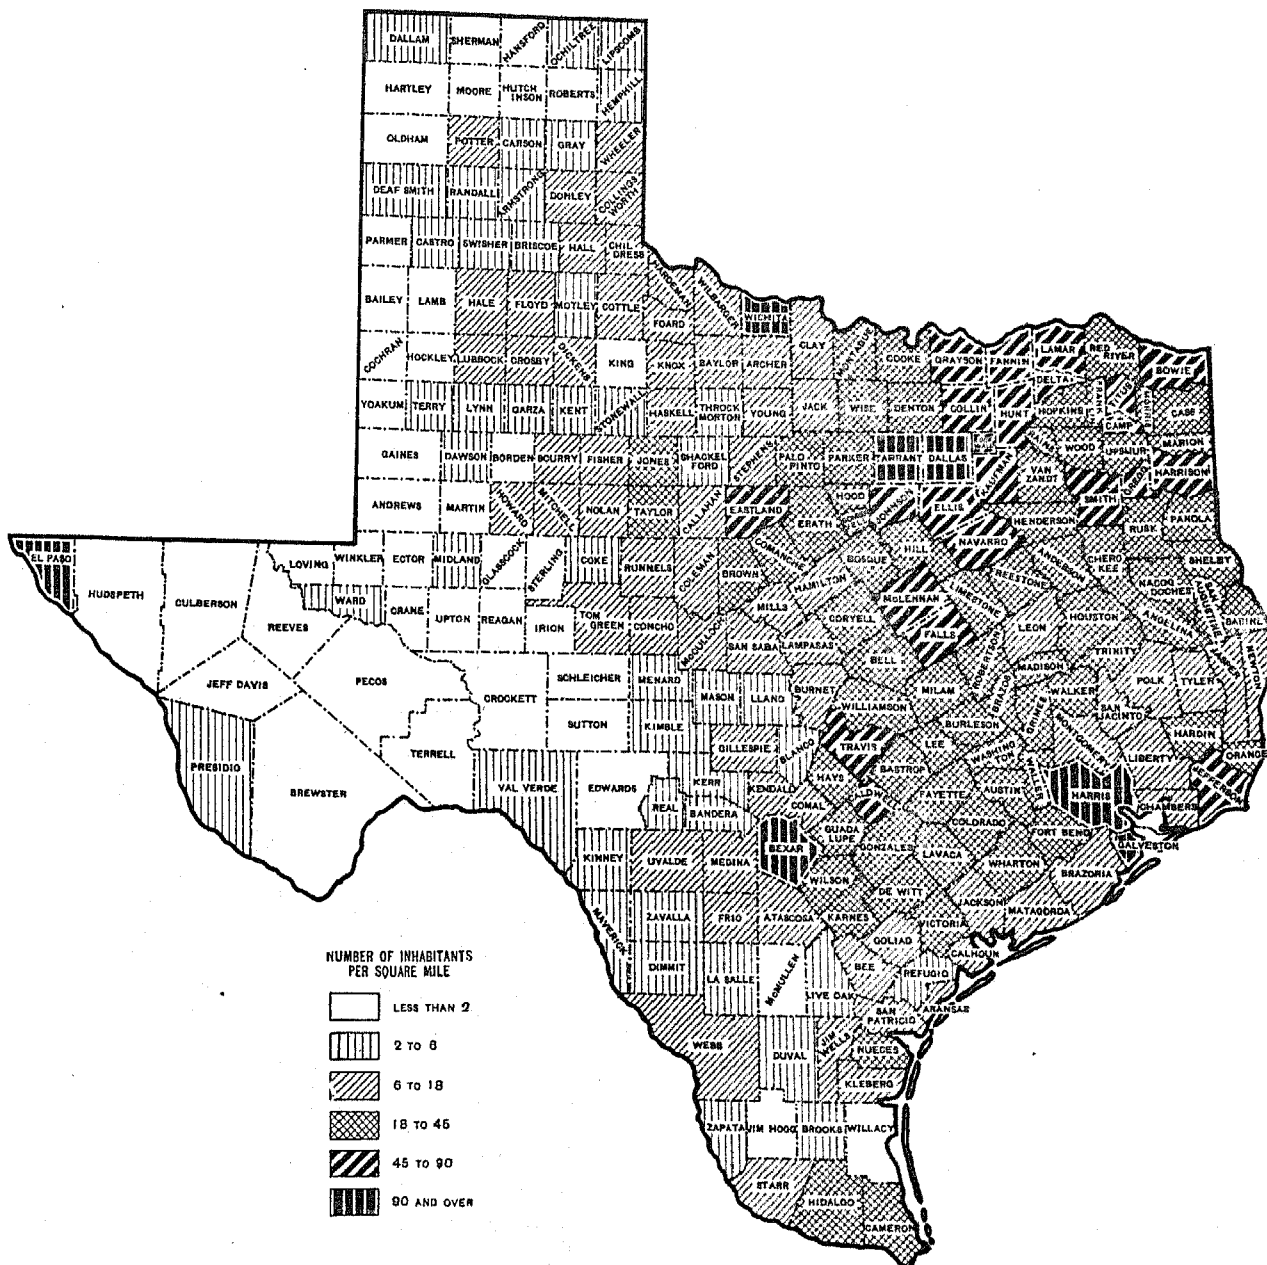 DALLAM
SHERMAN
HANSFORD
OCHILTREE
LIPSCOMB
HARTLEY
MOORE
HUTCH
INSON
ROBERTS
HEMPHILL
OLDHAM
POTTER
CARSON
GRAY
WHEELER
DEAF SMITH
RANDALL
ARMSTRONG
DONLEY
COLLINGS
WORTH
PARMER
CASTRO
SWISHER
BRISCOE
HALL
CHIL
DRESS
BAILEY
LAMB
HALE
FLOYD
MOTLEY
COTTLE
HARDEMAN
FOARD
WILBARGER
WICHITA
COCHRAN
HOCKLEY
LUBBOCK
CROSBY
DICKENS
KING
KNOX
BAYLOR
ARCHER
CLAY
MONTAGUE
COOKE
GRAYSON
FANNIN
LAMAR
RED
RIVER
BOWIE
YOAKUM
TERRY
LYNN
GARZA
KENT
STONEWALL
HASKELL
THROCK
MORTON
YOUNG
JACK
WISE
DENTON
COLLIN
HUNT
DELTA
HOPKINS
CAMP
CASS
GAINES
DAWSON
BORDEN
SCURRY
FISHER
JONES
SHACKEL
FORD
STEPHENS
PALO
PINTO
PARKER
TARRANT
DALLAS
KAUFMAN
VAN
ZANDT
WOOD
UPSHUR
MARION
HARRISON
ANDREWS
MARTIN
HOWARD
MITCHELL
NOLAN
TAYLOR
CALLAHAN
EASTLAND
ERATH
HOOD
JOHNSON
ELLIS
HENDERSON
SMITH
RUSK
PANOLA
EL PASO
HUDSPETH
CULBERSON
LOVING
WINKLER
ECTOR
MIDLAND
GLASSCOCK
STERLING
COKE
RUNNELS
COLEMAN
BROWN
COMANCHE
HAMILTON
BOSQUE
HILL
NAVARRO
FREESTONE
ANDERSON
CHERO
KEE
NACOG
DOCHES
SHELBY
SAN
AUGUSTINE
SABINE
REEVES
WARD
CRANE
UPTON
REAGAN
IRION
TOM
GREEN
CONCHO
MCCULLOCH
MILLS
SAN SABA
LAMPASAS
CORYELL
MCLENNAN
FALLS
LIMESTONE
LEON
HOUSTON
ANGELINA
TRINITY
NEWTON
JEFF DAVIS
PECOS
TERRELL
CROCKETT
SCHLEICHER
SUTTON
MENARD
KIMBLE
MASON
LLANO
BURNET
BELL
MILAM
ROBERTSON
BRAZOS
MADISON
WALKER
SAN
JACINTO
POLK
TYLER
JASPER
PRESIDIO
BREWSTER
VAL VERDE
EDWARDS
REAL
KERR
BANDERA
GILLESPIE
KENDALL
BLANCO
HAYS
TRAVIS
WILLIAMSON
BASTROP
LEE
BURLESON
WASHING
TON
GRIMES
MONTGOMERY
WALLER
HARRIS
LIBERTY
HARDIN
ORANGE
JEFFERSON
CHAMBERS
GALVESTON
KINNEY
UVALDE
MEDINA
BEXAR
COMAL
GUADA
LUPE
FAYETTE
AUSTIN
COLORADO
FORT BEND
BRAZORIA
GONZALES
LAVACA
WHARTON
WILSON
DE WITT
JACKSON
MATAGORDA
MAVERICK
ZAVALLA
FRIO
ATASCOSA
KARNES
GOLIAD
VICTORIA
CALHOUN
DIMMIT
LA SALLE
McMULLEN
LIVE OAK
BEE
REFUGIO
ARANSAS
SAN
PATRICIO
WEBB
DUVAL
JIM
WELLS
NUECES
KLEBERG
ZAPATA
JIM HOGG
BROOKS
WILLACY
STARR
HIDALGO
CAMERON
NUMBER OF INHABITANTS
PER SQUARE MILE
LESS THAN 2
2 TO 6
6 TO 18
18 TO 45
45 TO 90
90 AND OVER